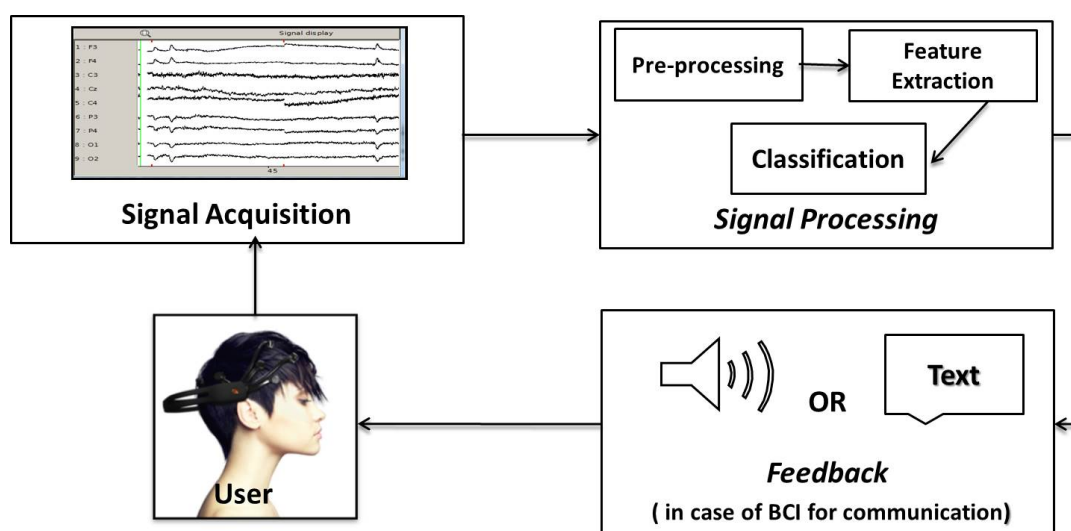 Signal display
1 : F3
2 : F4
3 : C3
4 : Cz
5 : C4
6 : P3
7 : P4
8 : O1
9 : O2
45
Signal Acquisition
Pre-processing
Feature
Extraction
Classification
Signal Processing
User
OR
Text
Feedback
( in case of BCI for communication)